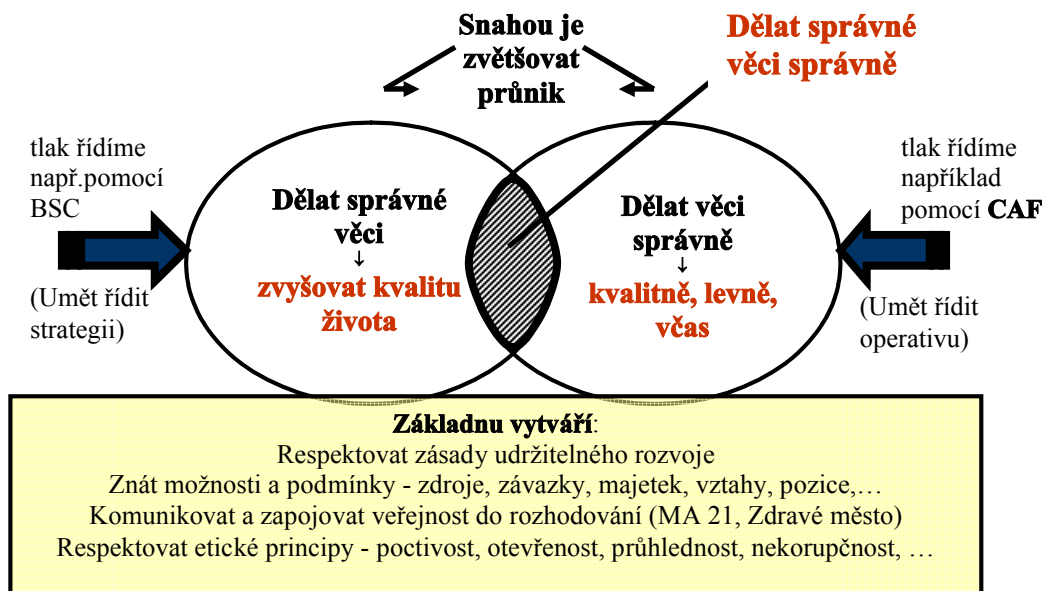 Snahou je
zvětšovat
průnik
Dělat správné
věci správně
tlak řídíme
např.pomocí
BSC
(Umět řídit
strategii)
Dělat správné
věci
↓
zvyšovat kvalitu
života
Dělat věci
správně
↓
kvalitně, levně,
včas
tlak řídíme
například
pomocí CAF
(Umět řídit
operativu)
Základnu vytváří:
Respektovat zásady udržitelného rozvoje
Znát možnosti a podmínky - zdroje, závazky, majetek, vztahy, pozice,…
Komunikovat a zapojovat veřejnost do rozhodování (MA 21, Zdravé město)
Respektovat etické principy - poctivost, otevřenost, průhlednost, nekorupčnost, …